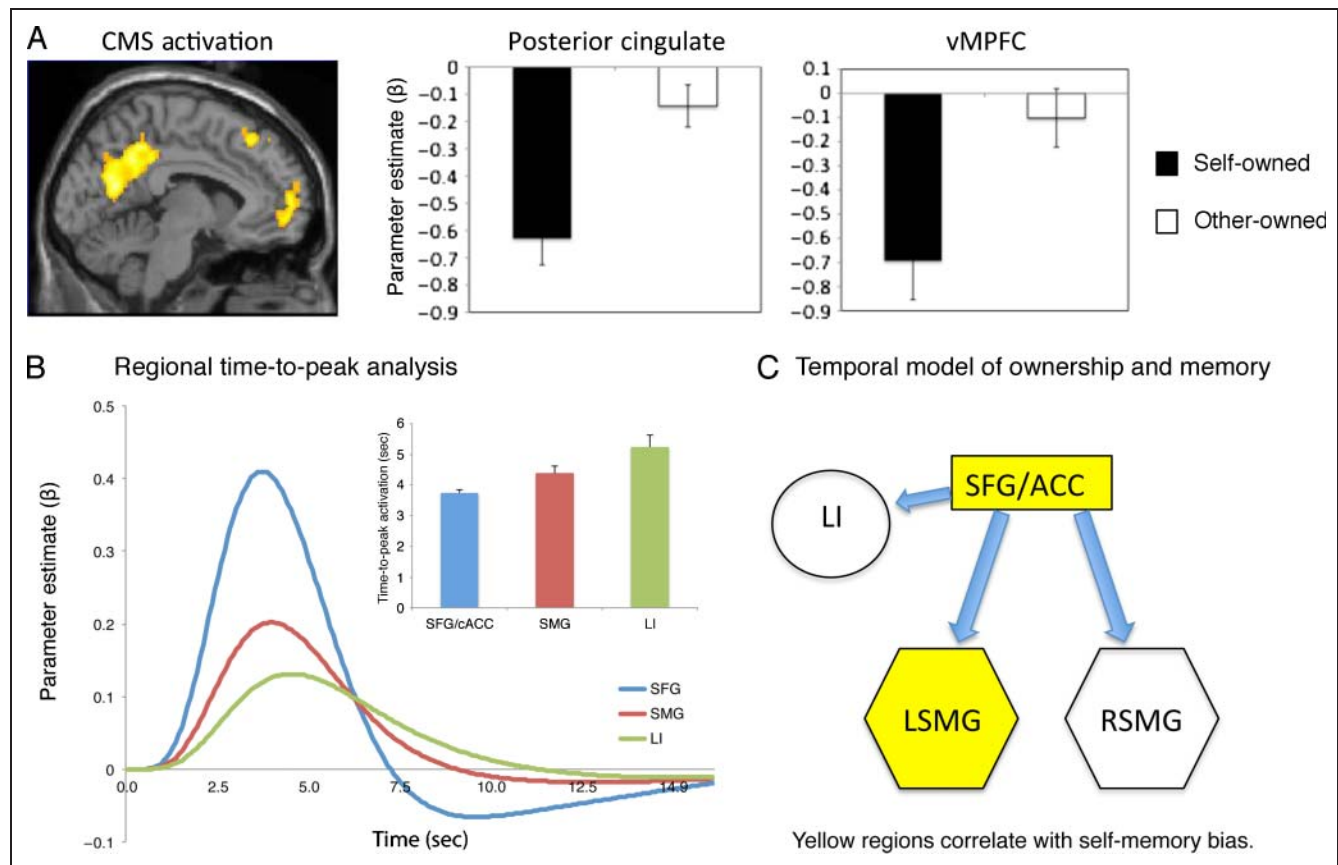 A
CMS activation
Posterior cingulate
vMPFC
Parameter estimate (β)
0
−0.1
−0.2
−0.3
−0.4
−0.5
−0.6
−0.7
−0.8
−0.9
0.1
0
−0.1
−0.2
−0.3
−0.4
−0.5
−0.6
−0.7
−0.8
−0.9
Self-owned
Other-owned
B Regional time-to-peak analysis
Parameter estimate (β)
0.5
0.4
0.3
0.2
0.1
0
−0.1
0.0 2.5 5.0 7.5 10.0 12.5 14.9
Time (sec)
Time-to-peak activation (sec)
6
5
4
3
2
1
0
SFG/cACC SMG LI
SFG
SMG
LI
C Temporal model of ownership and memory
SFG/ACC
LI
LSMG
RSMG
Yellow regions correlate with self-memory bias.